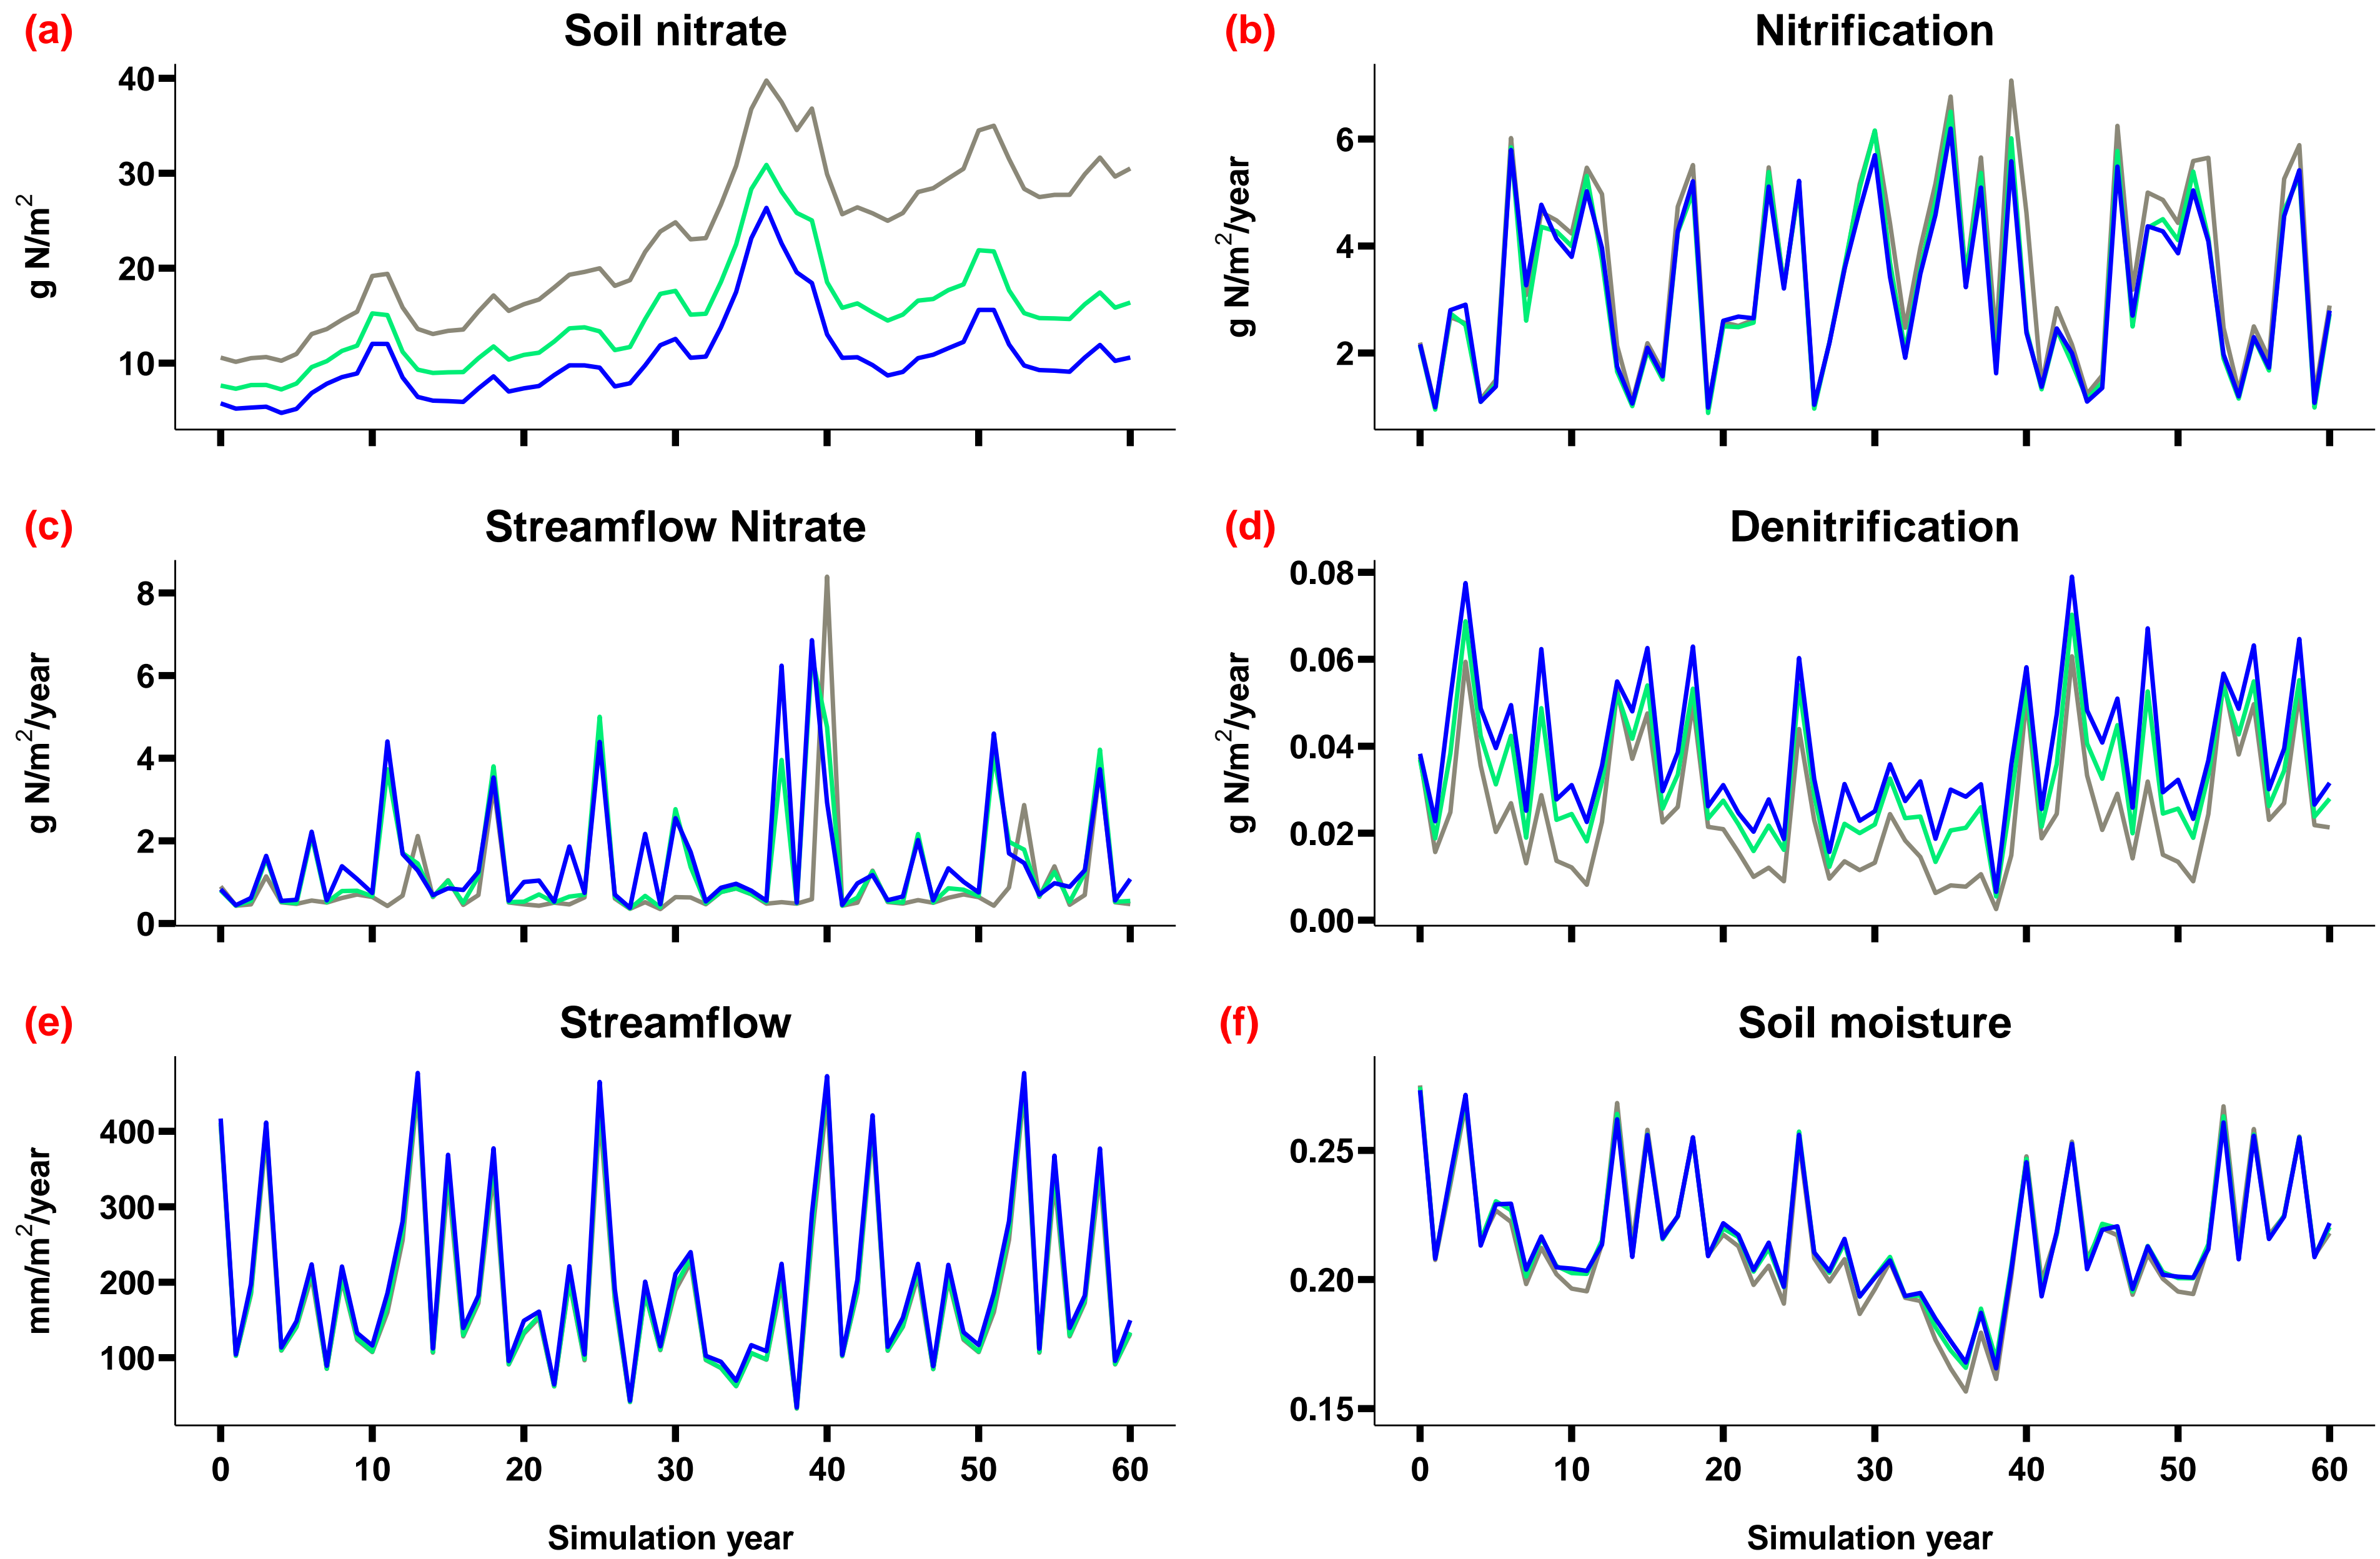 (a)
Soil nitrate
40
30
20
10
g N/m²
(b)
Nitrification
6
4
2
g N/m²/year
(c)
Streamflow Nitrate
8
6
4
2
0
g N/m²/year
(d)
Denitrification
0.08
0.06
0.04
0.02
0.00
g N/m²/year
(e)
Streamflow
400
300
200
100
mm/m²/year
0 10 20 30 40 50 60
Simulation year
(f)
Soil moisture
0.25
0.20
0.15
0 10 20 30 40 50 60
Simulation year